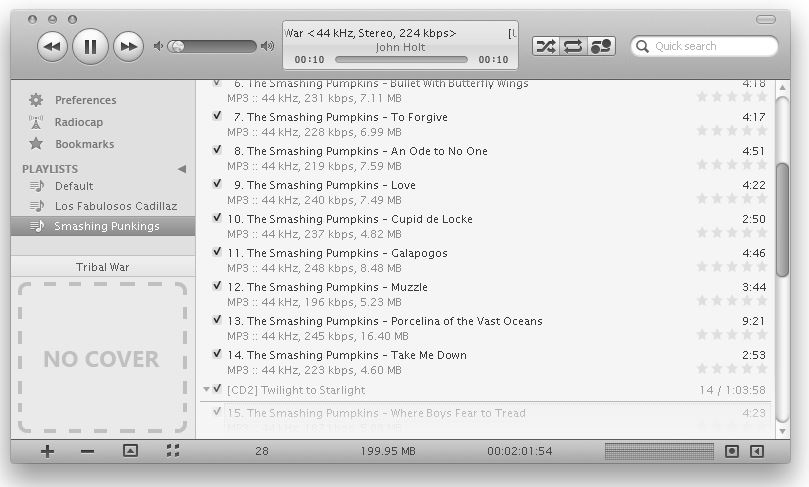 War <44 kHz, Stereo, 224 kbps>
John Holt
00:10 00:10
Quick search
Preferences
Radiocap
Bookmarks
PLAYLISTS
Default
Los Fabulosos Cadillaz
Smashing Punkings
Tribal War
NO COVER
6. The Smashing Pumpkins - Bullet With Butterfly Wings 4:18
MP3 :: 44 kHz, 231 kbps, 7.11 MB
7. The Smashing Pumpkins - To Forgive 4:17
MP3 :: 44 kHz, 228 kbps, 6.99 MB
8. The Smashing Pumpkins - An Ode to No One 4:51
MP3 :: 44 kHz, 219 kbps, 7.59 MB
9. The Smashing Pumpkins - Love 4:22
MP3 :: 44 kHz, 240 kbps, 7.49 MB
10. The Smashing Pumpkins - Cupid de Locke 2:50
MP3 :: 44 kHz, 237 kbps, 4.82 MB
11. The Smashing Pumpkins - Galapogos 4:46
MP3 :: 44 kHz, 248 kbps, 8.48 MB
12. The Smashing Pumpkins - Muzzle 3:44
MP3 :: 44 kHz, 196 kbps, 5.23 MB
13. The Smashing Pumpkins - Porcelina of the Vast Oceans 9:21
MP3 :: 44 kHz, 245 kbps, 16.40 MB
14. The Smashing Pumpkins - Take Me Down 2:53
MP3 :: 44 kHz, 223 kbps, 4.60 MB
[CD2] Twilight to Starlight 14 / 1:03:58
15. The Smashing Pumpkins - Where Boys Fear to Tread 4:23
28 199.95 MB 00:02:01:54